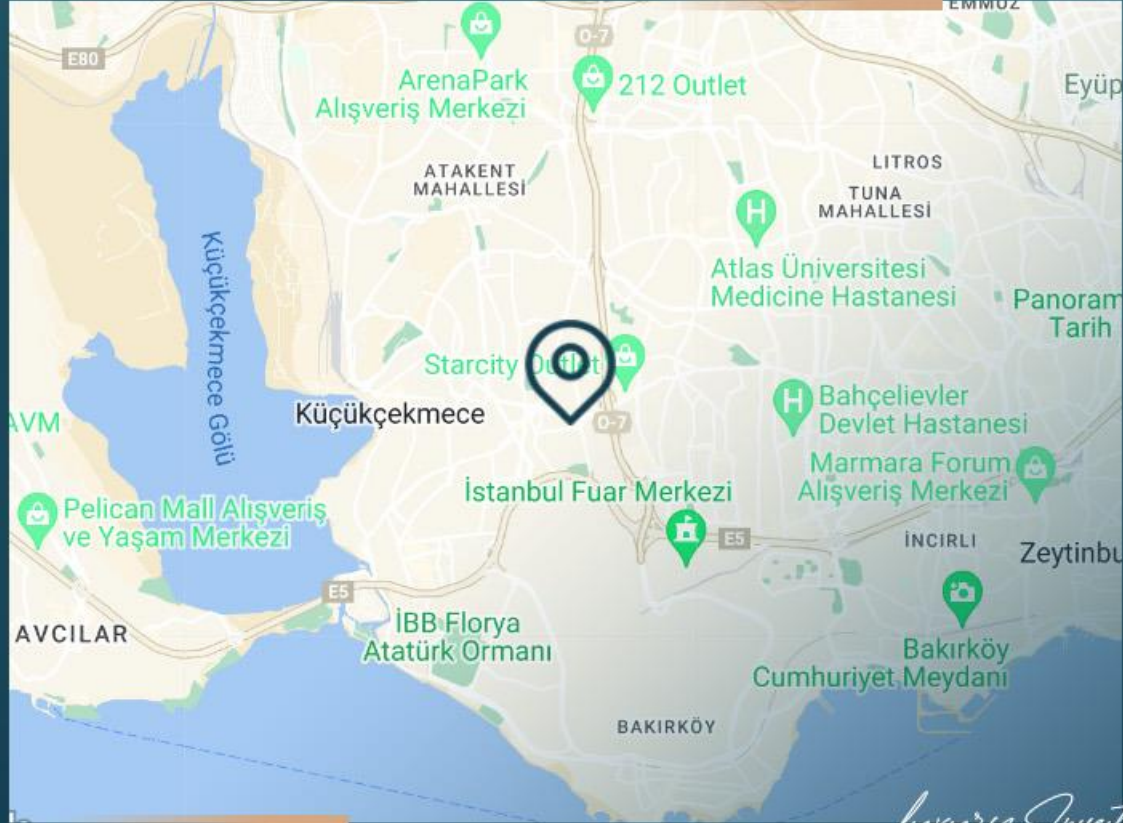 EMMUZ
E80
O-7
ArenaPark
Alışveriş Merkezi
212 Outlet
Eyüp
ATAKENT
MAHALLESİ
LITROS
TUNA
MAHALLESİ
Küçükçekmece Gölü
Atlas Üniversitesi
Medicine Hastanesi
Panoram
Tarih
Starcity Outlet
Küçükçekmece
O-7
Bahçelievler
Devlet Hastanesi
AVM
Marmara Forum
Alışveriş Merkezi
İstanbul Fuar Merkezi
Pelican Mall Alışveriş
ve Yaşam Merkezi
E5
İNCİRLİ
Zeytinbu
E5
AVCILAR
İBB Florya
Atatürk Ormanı
Bakırköy
Cumhuriyet Meydanı
BAKIRKÖY